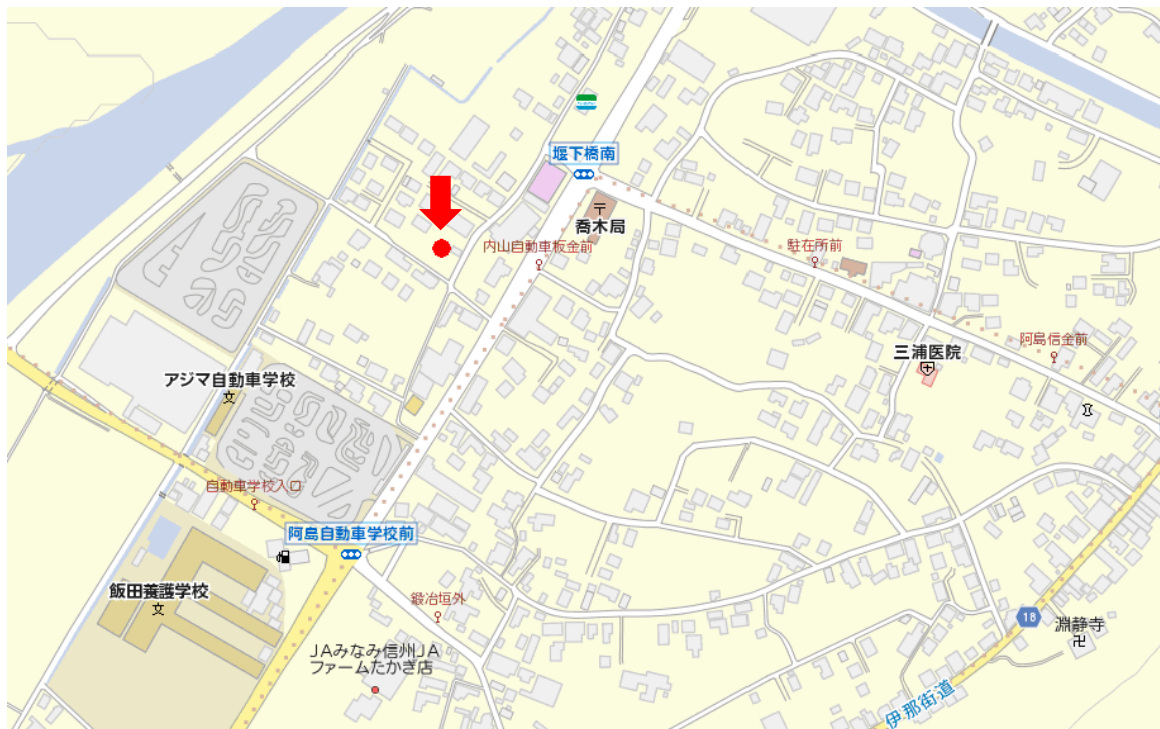 堰下橋南
喬木局
内山自動車板金前
駐在所前
阿島信金前
三浦医院
アジマ自動車学校
自動車学校入口
阿島自動車学校前
飯田養護学校
鍛冶垣外
JAみなみ信州JA
ファームたかぎ店
18
淵静寺
伊那街道